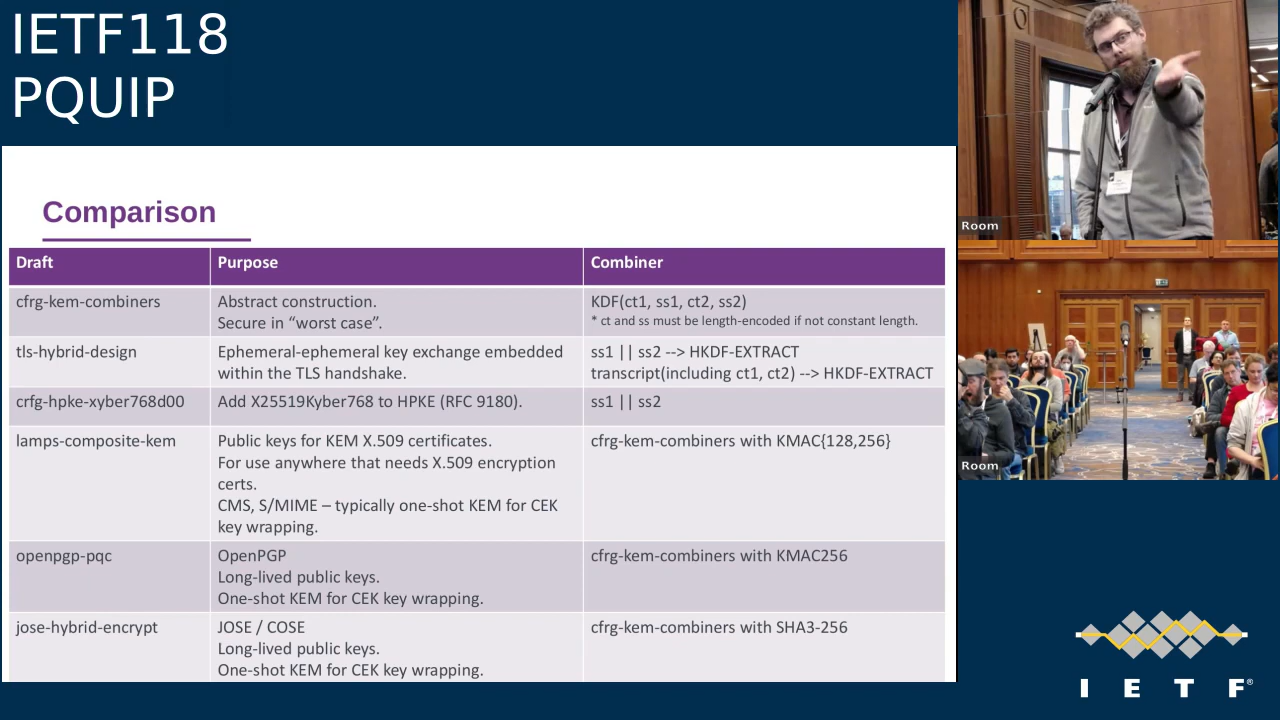 IETF118
PQUIP
Comparison
Draft Purpose Combiner
cfrg-kem-combiners Abstract construction. KDF(ct1, ss1, ct2, ss2)
Secure in “worst case”. * ct and ss must be length-encoded if not constant length.
tls-hybrid-design Ephemeral-ephemeral key exchange embedded ss1 || ss2 --> HKDF-EXTRACT
within the TLS handshake. transcript(including ct1, ct2) --> HKDF-EXTRACT
crfg-hpke-xyber768d00 Add X25519Kyber768 to HPKE (RFC 9180). ss1 || ss2
lamps-composite-kem Public keys for KEM X.509 certificates. cfrg-kem-combiners with KMAC{128,256}
For use anywhere that needs X.509 encryption
certs.
CMS, S/MIME – typically one-shot KEM for CEK
key wrapping.
openpgp-pqc OpenPGP cfrg-kem-combiners with KMAC256
Long-lived public keys.
One-shot KEM for CEK key wrapping.
jose-hybrid-encrypt JOSE / COSE cfrg-kem-combiners with SHA3-256
Long-lived public keys.
One-shot KEM for CEK key wrapping.
Room
Room
I E T F®